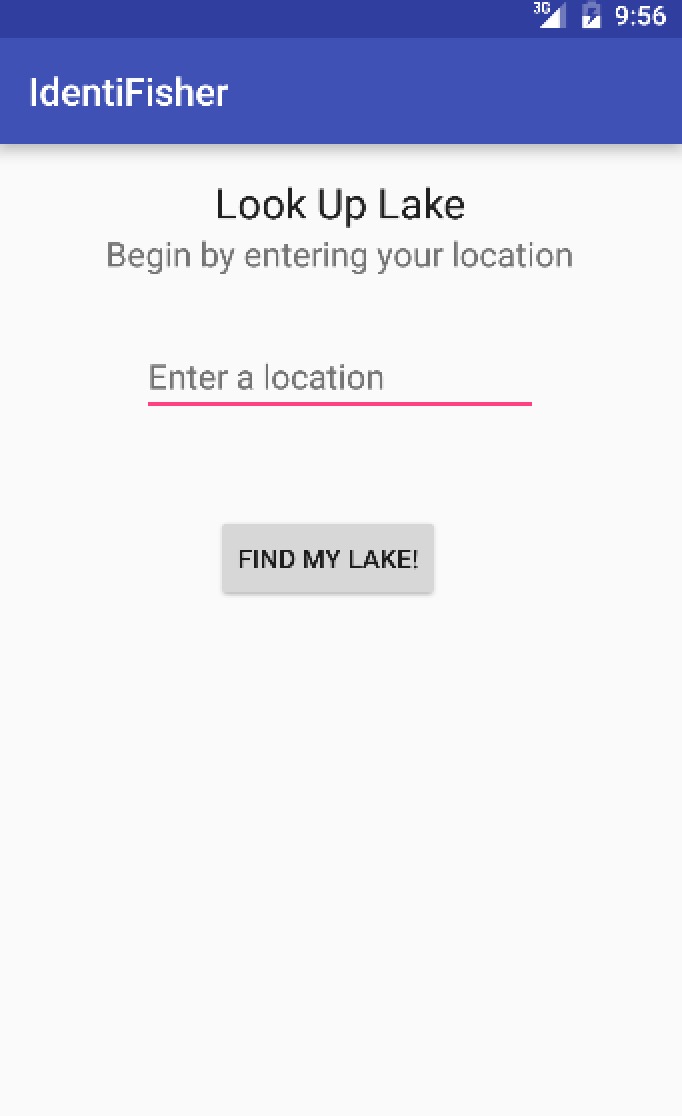 3G 9:56
IdentiFisher
Look Up Lake
Begin by entering your location
Enter a location
FIND MY LAKE!